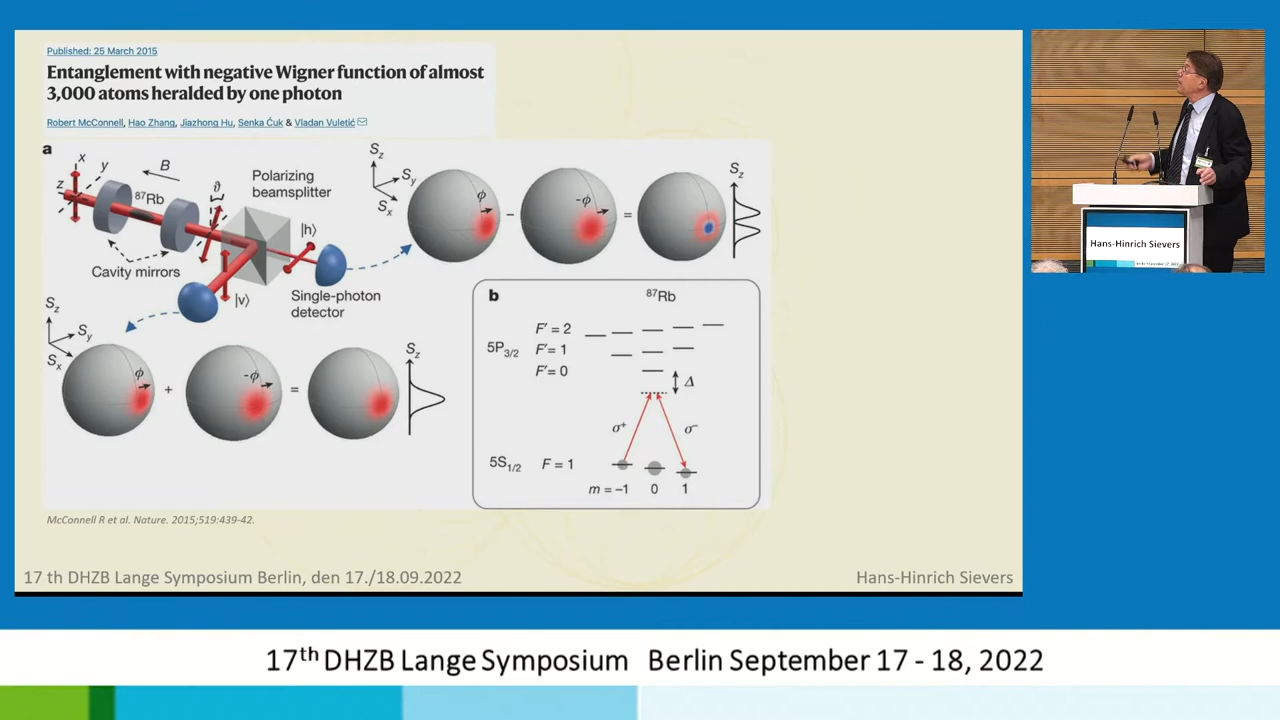 Published: 25 March 2015
Entanglement with negative Wigner function of almost
3,000 atoms heralded by one photon
Robert McConnell, Hao Zhang, Jiazhong Hu, Senka Ćuk & Vladan Vuletić
a
x
y
z
B
⁸⁷Rb
ϑ
Polarizing
beamsplitter
|h⟩
Cavity mirrors
|v⟩
Single-photon
detector
Sz
Sy
Sx
ϕ
–
-ϕ
=
Sz
Sz
Sy
Sx
ϕ
+
-ϕ
=
Sz
b
⁸⁷Rb
F' = 2
5P3/2 F' = 1
F' = 0
Δ
σ⁺ σ⁻
5S1/2 F = 1
m = –1 0 1
McConnell R et al. Nature. 2015;519:439-42.
17 th DHZB Lange Symposium Berlin, den 17./18.09.2022
Hans-Hinrich Sievers
Hans-Hinrich Sievers
17th DHZB Lange Symposium Berlin September 17 - 18, 2022